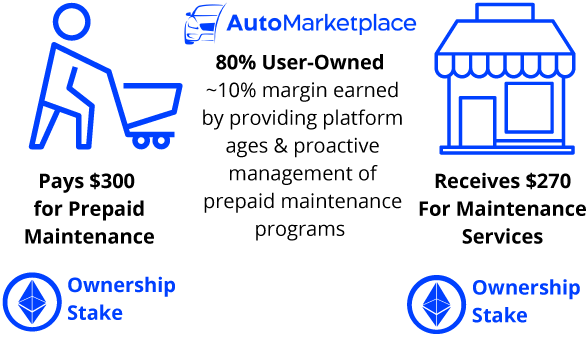 AutoMarketplace
80% User-Owned
~10% margin earned
by providing platform
ages & proactive
management of
prepaid maintenance
programs
Pays $300
for Prepaid
Maintenance
Receives $270
For Maintenance
Services
Ownership
Stake
Ownership
Stake